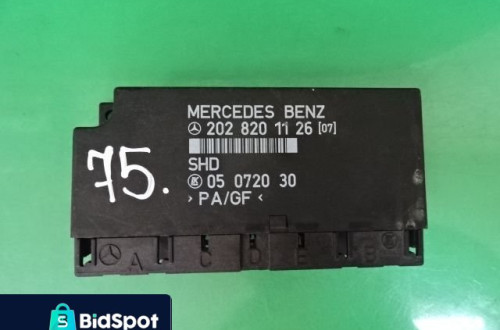 MERCEDES BENZ
202 820 11 26 [07]
SHD
05 0720 30
> PA/GF <
75.
A C D E B
BidSpot